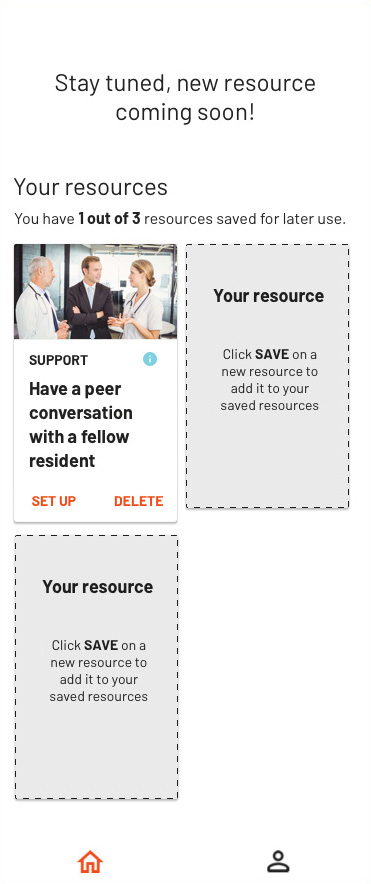 Stay tuned, new resource
coming soon!
Your resources
You have 1 out of 3 resources saved for later use.
SUPPORT
Have a peer
conversation
with a fellow
resident
SET UP DELETE
Your resource
Click SAVE on a
new resource to
add it to your
saved resources
Your resource
Click SAVE on a
new resource to
add it to your
saved resources